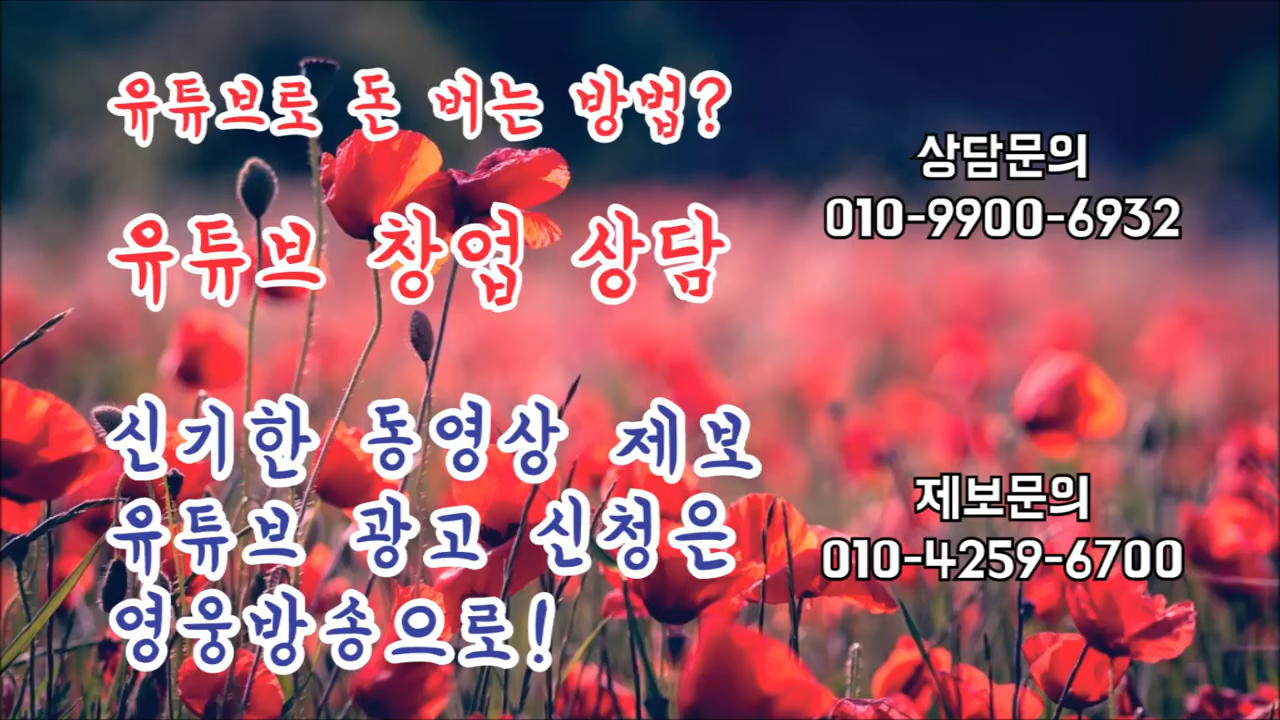 유튜브로 돈 버는 방법?
유튜브 창업 상담
상담문의
010-9900-6932
신기한 동영상 제보
유튜브 광고 신청은
영웅방송으로!
제보문의
010-4259-6700